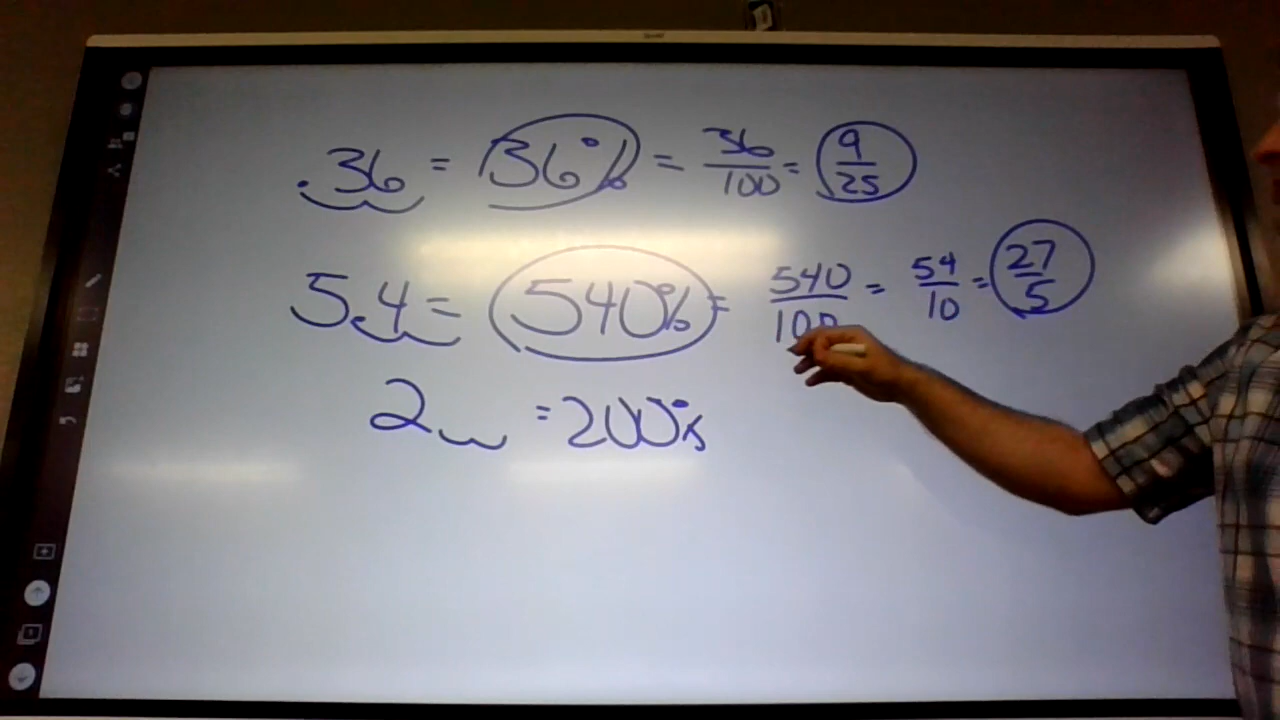 .36 = 36% = 36/100 = 9/25
5.4 = 540% = 540/100 = 54/10 = 27/5
2 = 200%